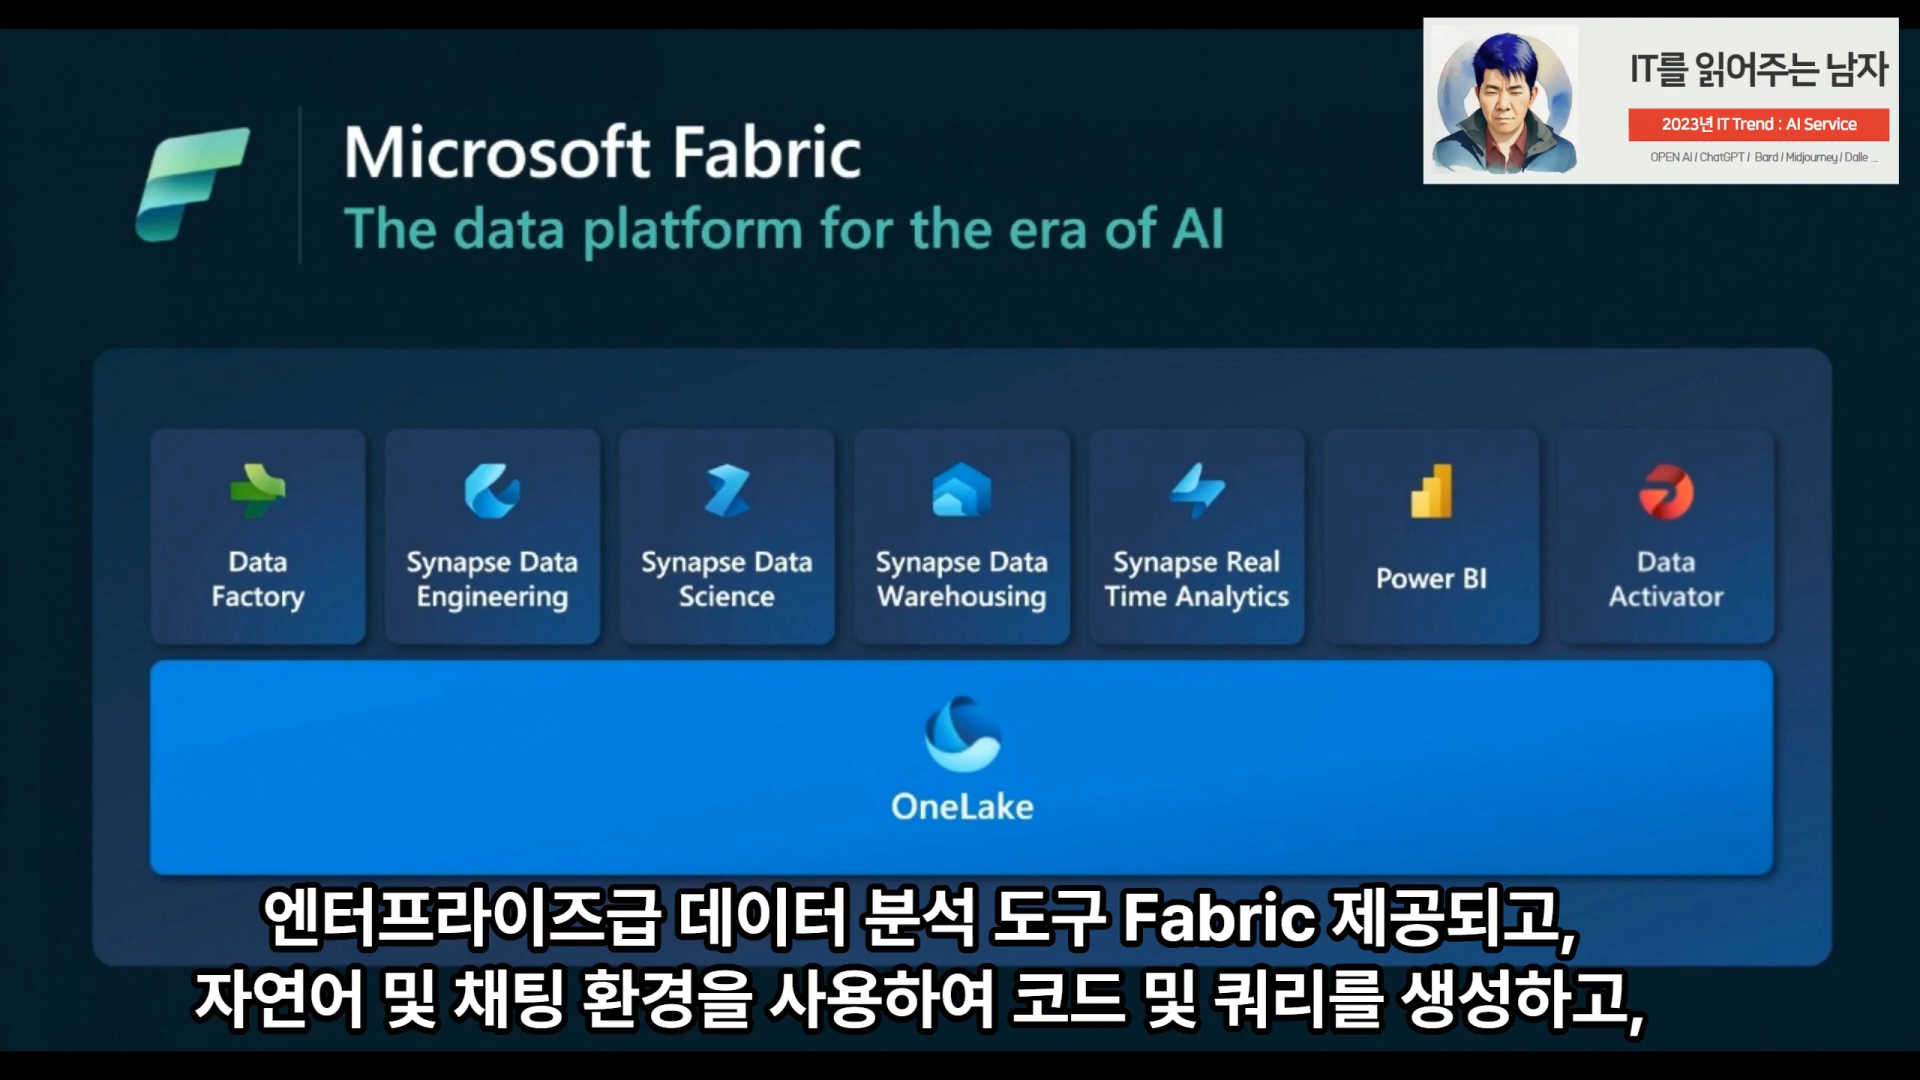 IT를 읽어주는 남자
2023년 IT Trend : AI Service
OPEN AI / ChatGPT / Bard / Midjourney / Dalle ...
Microsoft Fabric
The data platform for the era of AI
Data
Factory
Synapse Data
Engineering
Synapse Data
Science
Synapse Data
Warehousing
Synapse Real
Time Analytics
Power BI
Data
Activator
OneLake
엔터프라이즈급 데이터 분석 도구 Fabric 제공되고,
자연어 및 채팅 환경을 사용하여 코드 및 쿼리를 생성하고,